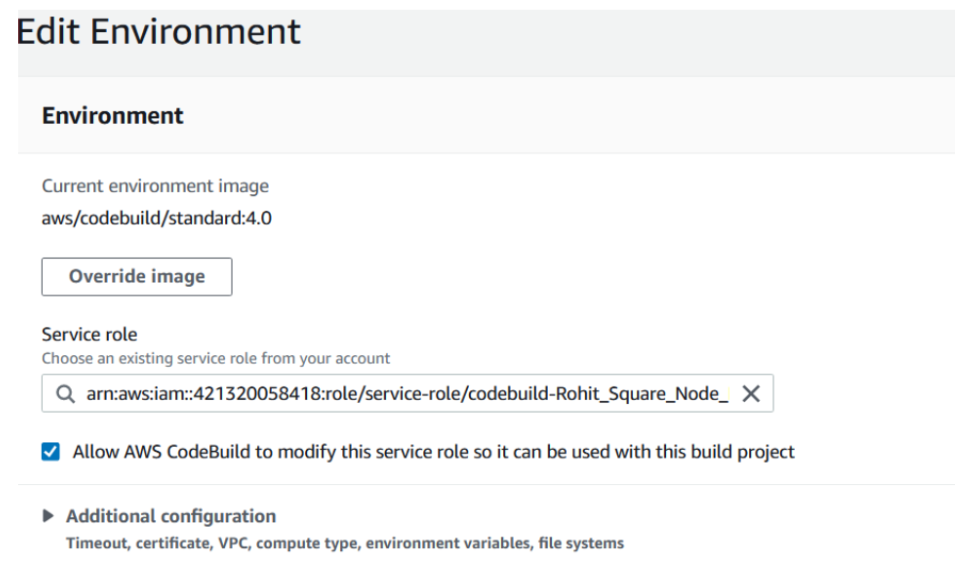 Edit Environment
Environment
Current environment image
aws/codebuild/standard:4.0
Override image
Service role
Choose an existing service role from your account
arn:aws:iam::421320058418:role/service-role/codebuild-Rohit_Square_Node_
Allow AWS CodeBuild to modify this service role so it can be used with this build project
Additional configuration
Timeout, certificate, VPC, compute type, environment variables, file systems